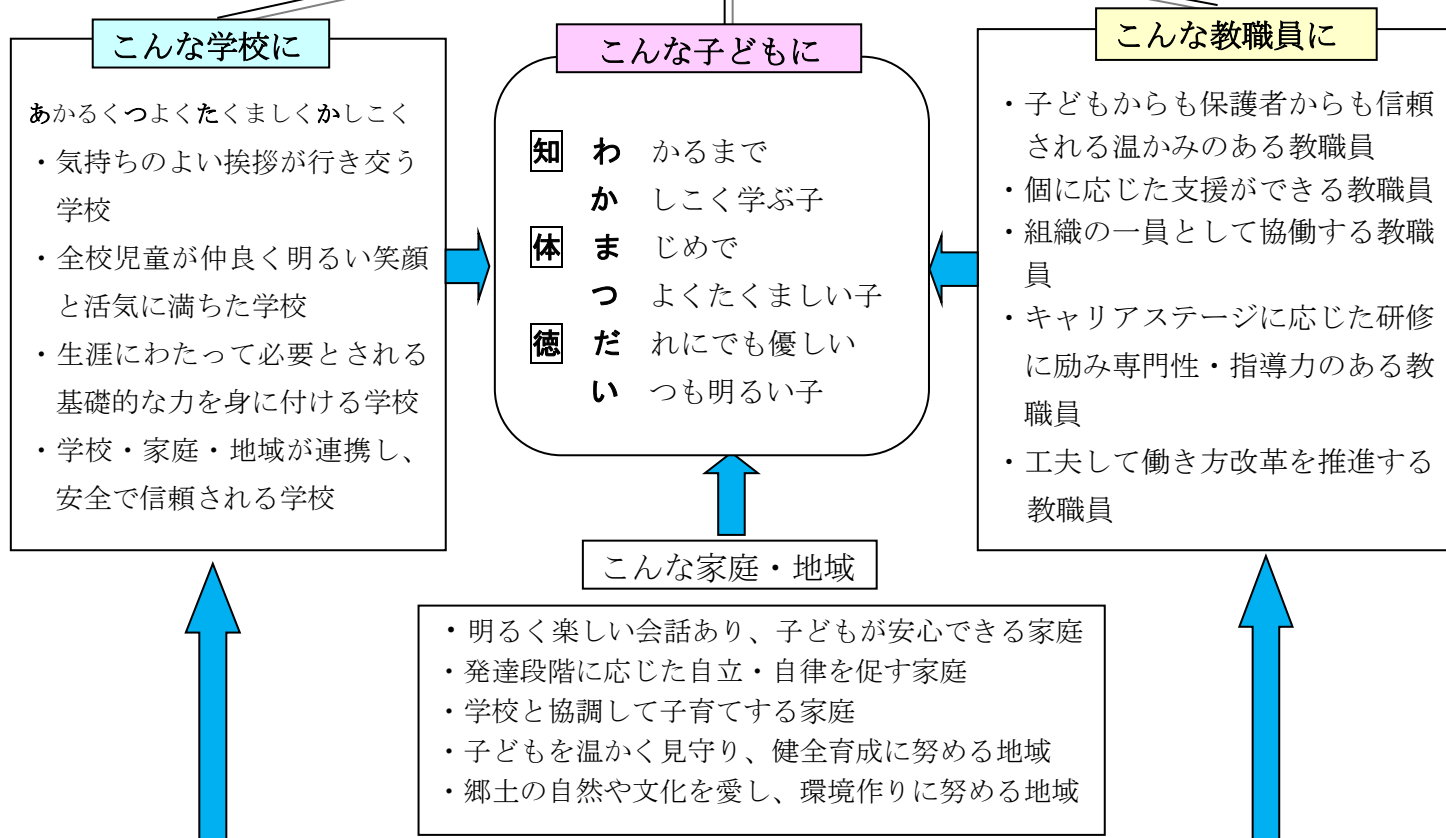 こんな学校に
あかるくつよくたくましくかしこく
・気持ちのよい挨拶が行き交う
学校
・全校児童が仲良く明るい笑顔
と活気に満ちた学校
・生涯にわたって必要とされる
基礎的な力を身に付ける学校
・学校・家庭・地域が連携し、
安全で信頼される学校
こんな子どもに
知 わ かるまで
か しこく学ぶ子
体 ま じめで
つ よくたくましい子
徳 だ れにでも優しい
い つも明るい子
こんな教職員に
・子どもからも保護者からも信頼
される温かみのある教職員
・個に応じた支援ができる教職員
・組織の一員として協働する教職
員
・キャリアステージに応じた研修
に励み専門性・指導力のある教
職員
・工夫して働き方改革を推進する
教職員
こんな家庭・地域
・明るく楽しい会話あり、子どもが安心できる家庭
・発達段階に応じた自立・自律を促す家庭
・学校と協調して子育てする家庭
・子どもを温かく見守り、健全育成に努める地域
・郷土の自然や文化を愛し、環境作りに努める地域